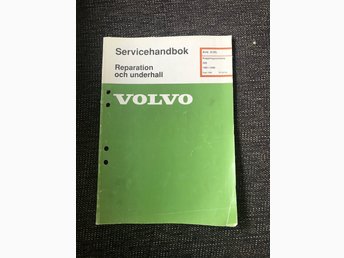 Servicehandbok
Reparation
och underhall
VOLVO